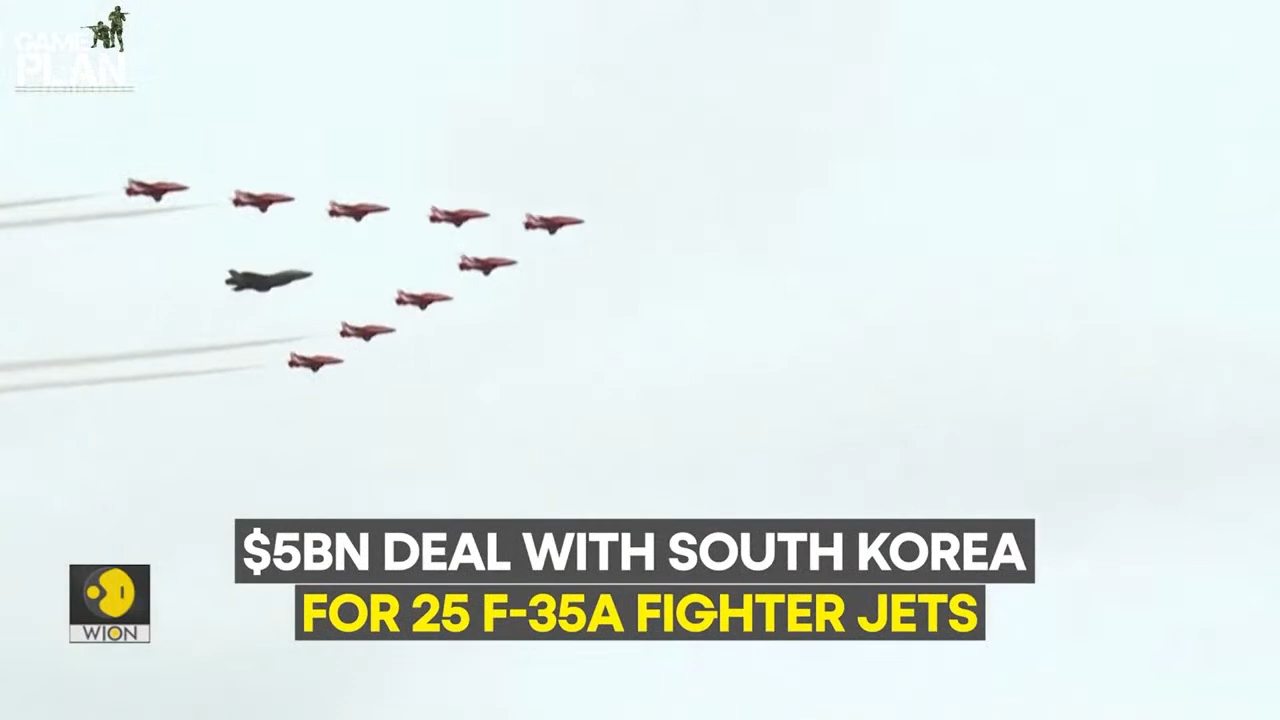 GAME
PLAN
$5BN DEAL WITH SOUTH KOREA
FOR 25 F-35A FIGHTER JETS
WION